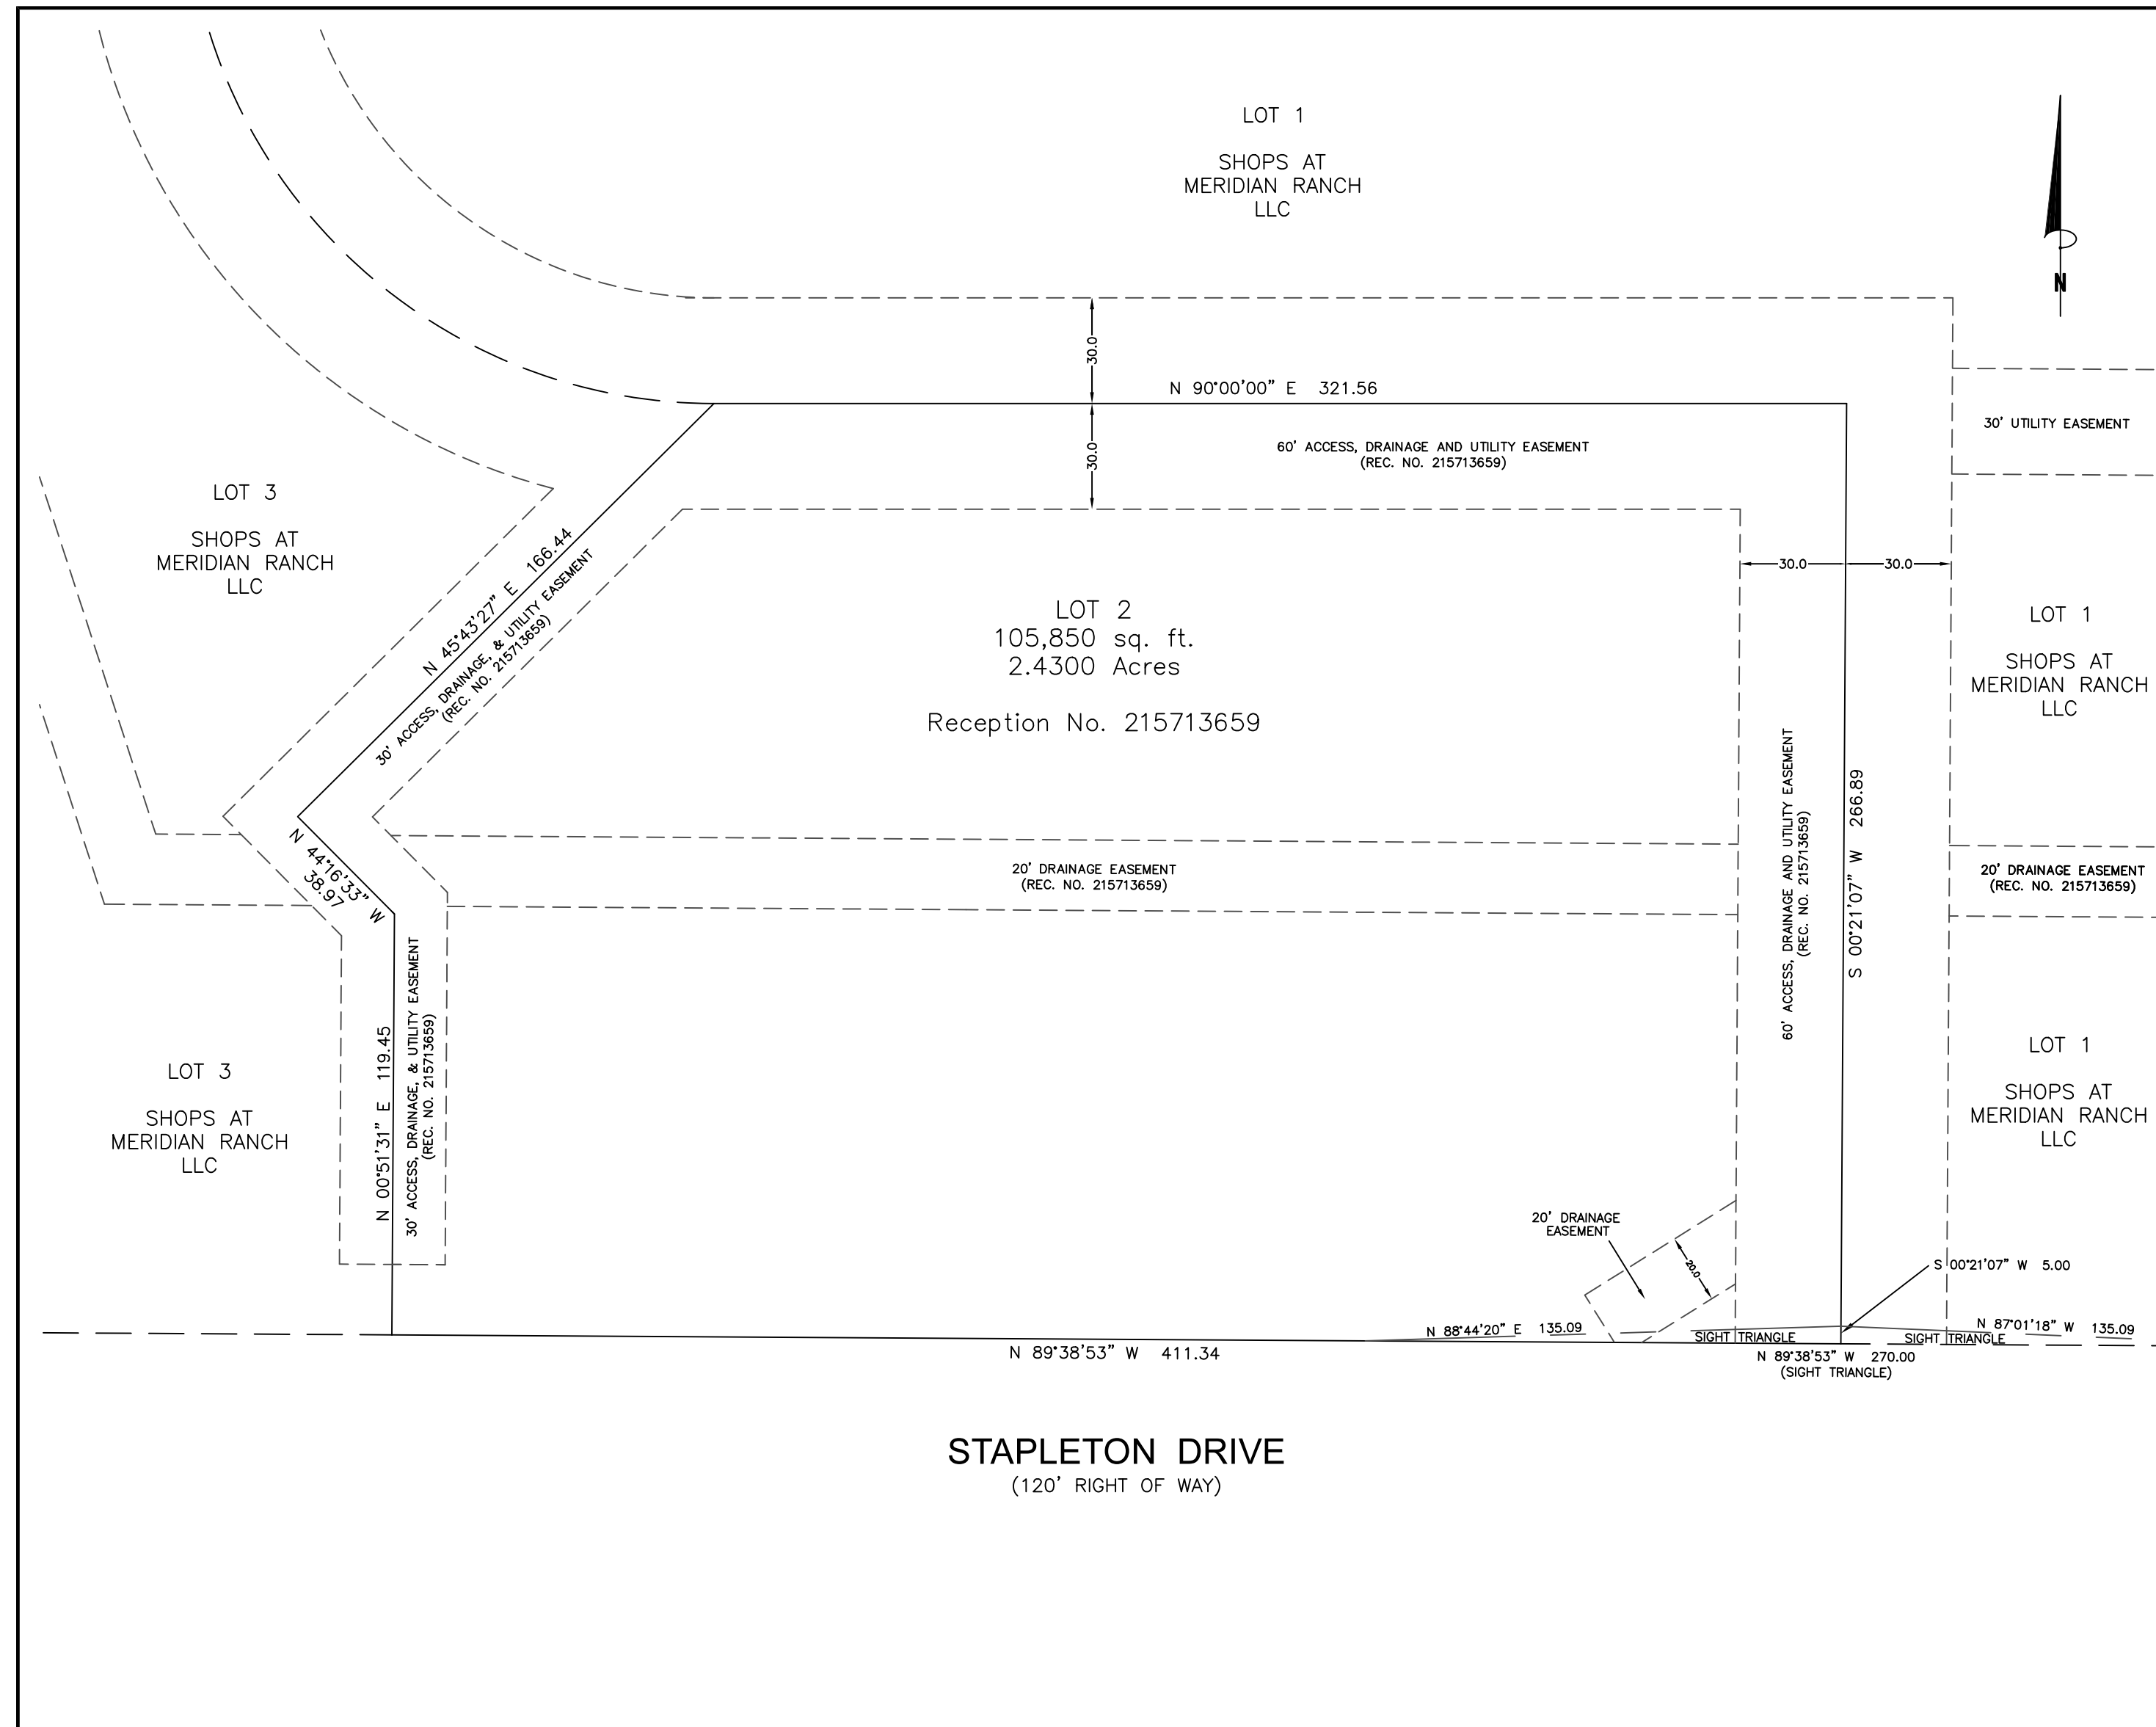 LOT 1
SHOPS AT
MERIDIAN RANCH
LLC
N
30.0
N 90°00'00" E 321.56
30' UTILITY EASEMENT
60' ACCESS, DRAINAGE AND UTILITY EASEMENT
(REC. NO. 215713659)
30.0
LOT 3
SHOPS AT
MERIDIAN RANCH
LLC
N 45°43'27" E 166.44
30' ACCESS, DRAINAGE, & UTILITY EASEMENT
(REC. NO. 215713659)
30.0
30.0
LOT 2
105,850 sq. ft.
2.4300 Acres
Reception No. 215713659
LOT 1
SHOPS AT
MERIDIAN RANCH
LLC
60' ACCESS, DRAINAGE AND UTILITY EASEMENT
(REC. NO. 215713659)
S 00°21'07" W 266.89
N 44°16'33" W
38.97
20' DRAINAGE EASEMENT
(REC. NO. 215713659)
20' DRAINAGE EASEMENT
(REC. NO. 215713659)
N 00°51'31" E 119.45
30' ACCESS, DRAINAGE, & UTILITY EASEMENT
(REC. NO. 215713659)
LOT 3
SHOPS AT
MERIDIAN RANCH
LLC
LOT 1
SHOPS AT
MERIDIAN RANCH
LLC
20' DRAINAGE
EASEMENT
20.0
S 00°21'07" W 5.00
N 88°44'20" E 135.09
SIGHT TRIANGLE
SIGHT TRIANGLE
N 87°01'18" W 135.09
N 89°38'53" W 411.34
N 89°38'53" W 270.00
(SIGHT TRIANGLE)
STAPLETON DRIVE
(120' RIGHT OF WAY)